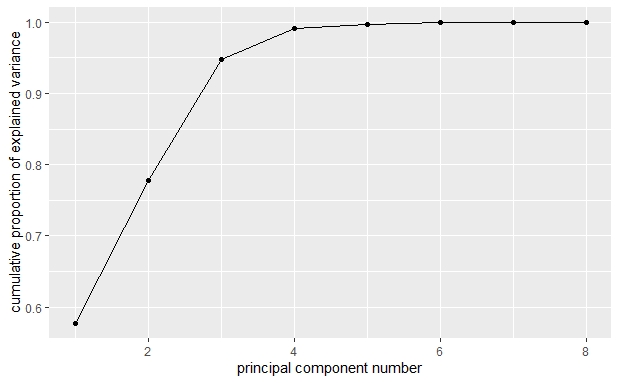 cumulative proportion of explained variance
1.0
0.9
0.8
0.7
0.6
2 4 6 8
principal component number